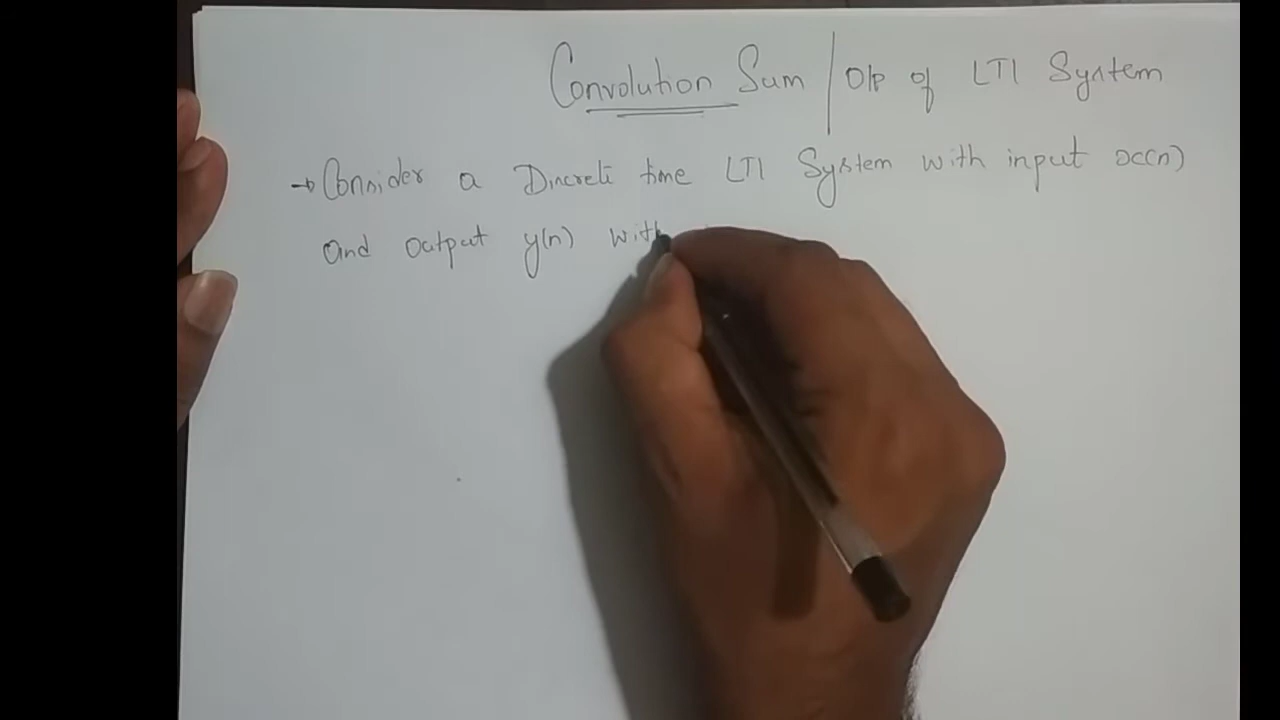 Convolution Sum / O/P of LTI System
→ Consider a Discrete time LTI System with input x(n)
and output y(n) with